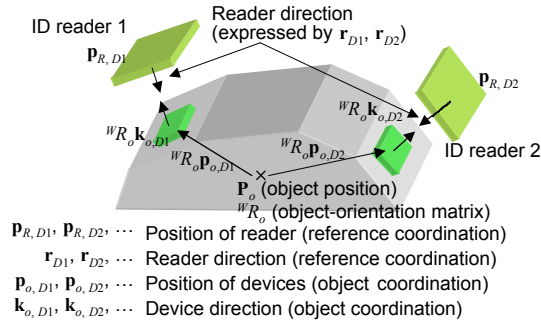 ID reader 1
Reader direction
(expressed by r_D1, r_D2)
p_R, D1
p_R, D2
^W R_o k_o,D1
^W R_o k_o,D2
^W R_o p_o,D1
^W R_o p_o,D2
ID reader 2
P_o (object position)
^W R_o (object-orientation matrix)
p_R, D1, p_R, D2, … Position of reader (reference coordination)
r_D1, r_D2, … Reader direction (reference coordination)
p_o, D1, p_o, D2, … Position of devices (object coordination)
k_o, D1, k_o, D2, … Device direction (object coordination)